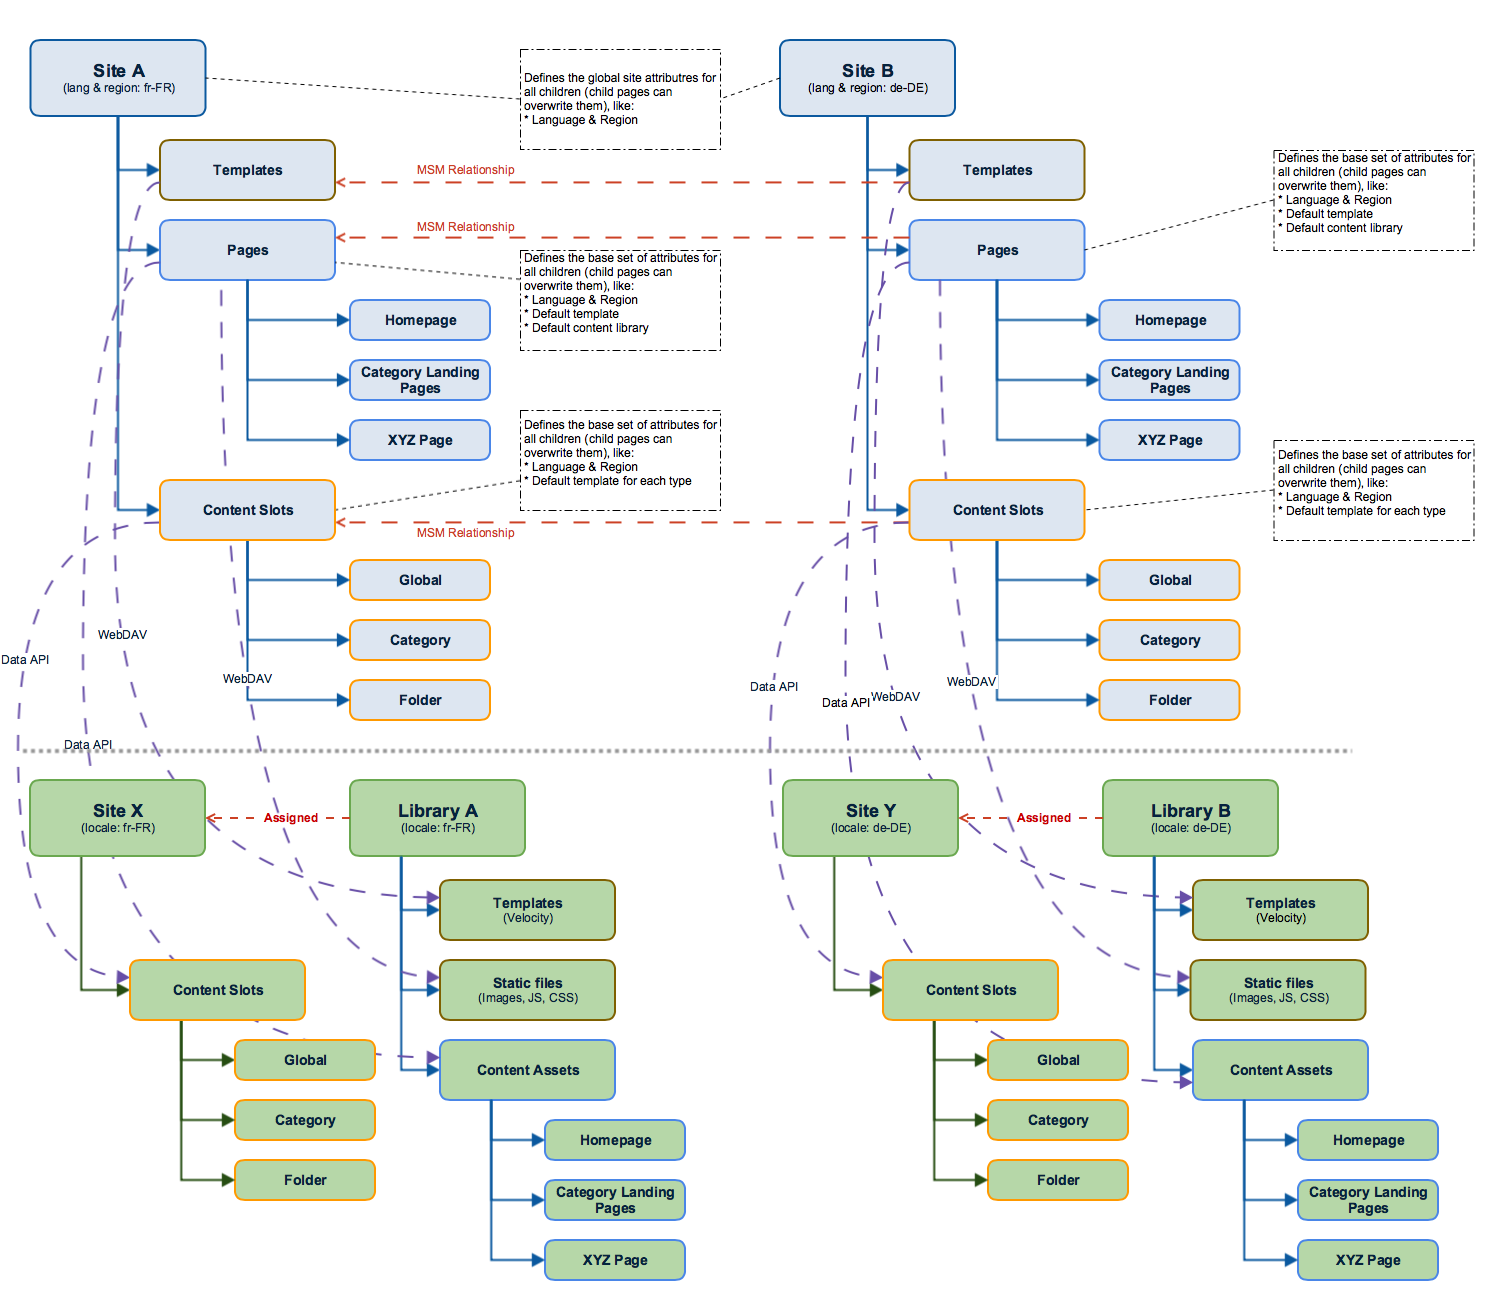 Site A
(lang & region: fr-FR)
Defines the global site attributres for
all children (child pages can
overwrite them), like:
* Language & Region
Site B
(lang & region: de-DE)
Templates
MSM Relationship
Templates
Defines the base set of attributes for
all children (child pages can
overwrite them), like:
* Language & Region
* Default template
* Default content library
Pages
MSM Relationship
Pages
Defines the base set of attributes for
all children (child pages can
overwrite them), like:
* Language & Region
* Default template
* Default content library
Homepage
Homepage
Category Landing
Pages
Category Landing
Pages
XYZ Page
XYZ Page
Defines the base set of attributes for
all children (child pages can
overwrite them), like:
* Language & Region
* Default template for each type
Defines the base set of attributes for
all children (child pages can
overwrite them), like:
* Language & Region
* Default template for each type
Content Slots
MSM Relationship
Content Slots
Global
Global
Category
Category
Folder
Folder
WebDAV
Data API
WebDAV
Data API
Data API
Data API
WebDAV
WebDAV
Site X
(locale: fr-FR)
Assigned
Library A
(locale: fr-FR)
Site Y
(locale: de-DE)
Assigned
Library B
(locale: de-DE)
Templates
(Velocity)
Templates
(Velocity)
Content Slots
Static files
(Images, JS, CSS)
Content Slots
Static files
(Images, JS, CSS)
Global
Content Assets
Global
Content Assets
Category
Homepage
Category
Homepage
Folder
Category Landing
Pages
Folder
Category Landing
Pages
XYZ Page
XYZ Page